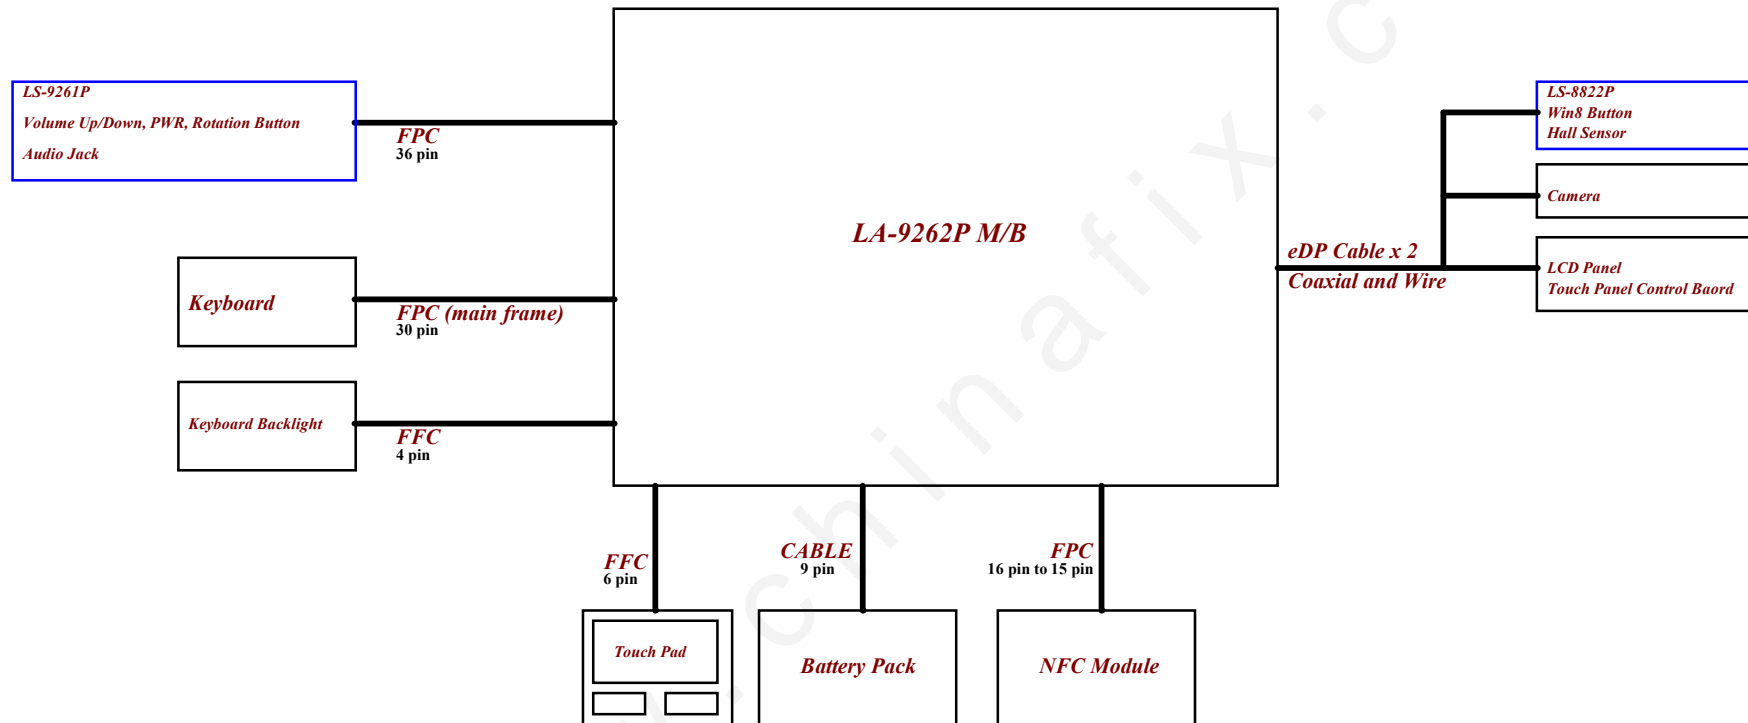 LS-9261P
Volume Up/Down, PWR, Rotation Button
Audio Jack
FPC
36 pin
Keyboard
FPC (main frame)
30 pin
Keyboard Backlight
FFC
4 pin
LA-9262P M/B
eDP Cable x 2
Coaxial and Wire
LS-8822P
Win8 Button
Hall Sensor
Camera
LCD Panel
Touch Panel Control Baord
FFC
6 pin
CABLE
9 pin
FPC
16 pin to 15 pin
Touch Pad
Battery Pack
NFC Module
.chinafix.c